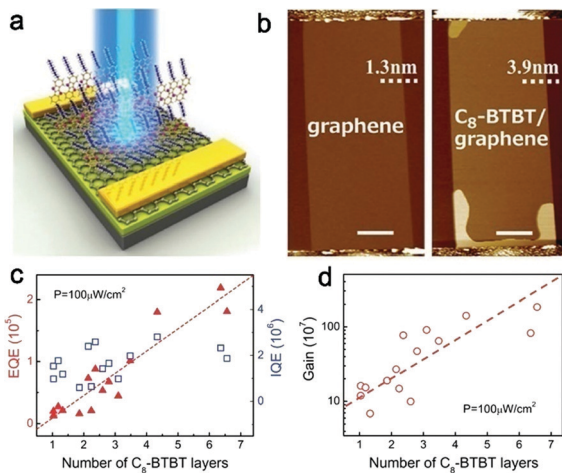 a
b
1.3nm
graphene
3.9nm
C₈-BTBT/
graphene
c
P=100μW/cm²
EQE (10⁵)
2
1
0
IQE (10⁶)
4
2
0
1 2 3 4 5 6 7
Number of C₈-BTBT layers
d
Gain (10⁷)
100
10
P=100μW/cm²
1 2 3 4 5 6 7
Number of C₈-BTBT layers